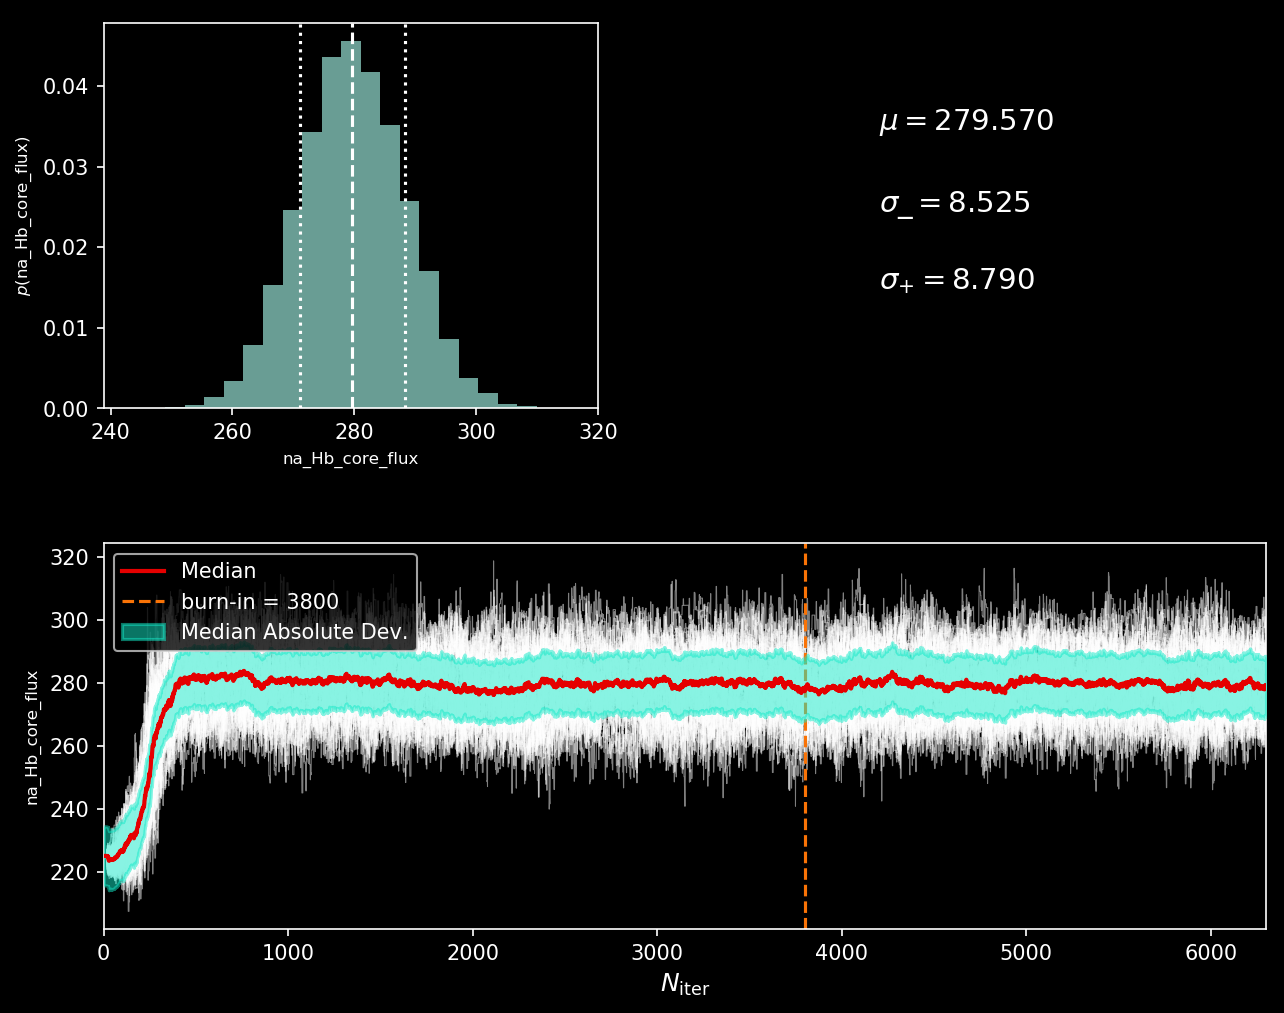 0.04
0.03
0.02
0.01
0.00
p(na_Hb_core_flux)
240 260 280 300 320
na_Hb_core_flux
μ = 279.570
σ₋ = 8.525
σ₊ = 8.790
320
300
280
260
240
220
na_Hb_core_flux
Median
burn-in = 3800
Median Absolute Dev.
0 1000 2000 3000 4000 5000 6000
N_iter